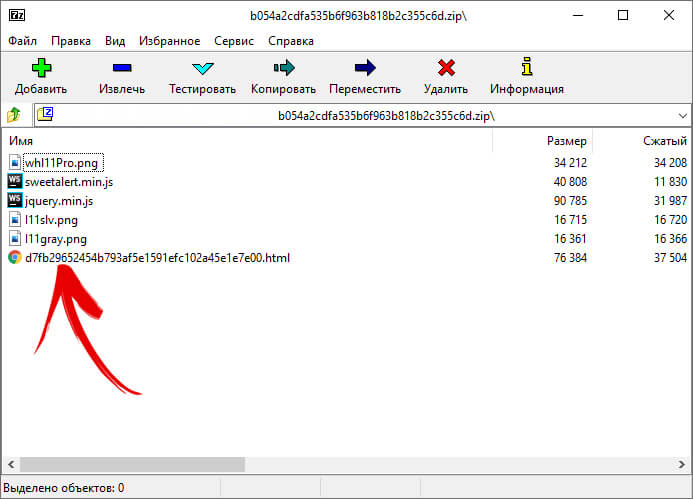 b054a2cdfa535b6f963b818b2c355c6d.zip\
Файл Правка Вид Избранное Сервис Справка
Добавить Извлечь Тестировать Копировать Переместить Удалить Информация
b054a2cdfa535b6f963b818b2c355c6d.zip\
Имя Размер Сжатый
whl11Pro.png 34 212 34 208
sweetalert.min.js 40 808 11 830
jquery.min.js 90 785 31 987
l11slv.png 16 715 16 720
l11gray.png 16 361 16 366
d7fb29652454b793af5e1591efc102a45e1e7e00.html 76 384 37 504
Выделено объектов: 0